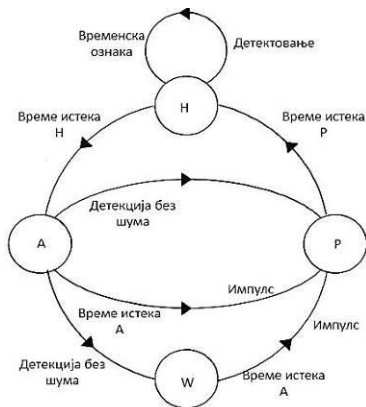 Временска
ознака
Детектовање
H
Време истека
H
Време истека
P
Детекција без
шума
A
P
Време истека
A
Импулс
Детекција без
шума
W
Импулс
Време истека
A